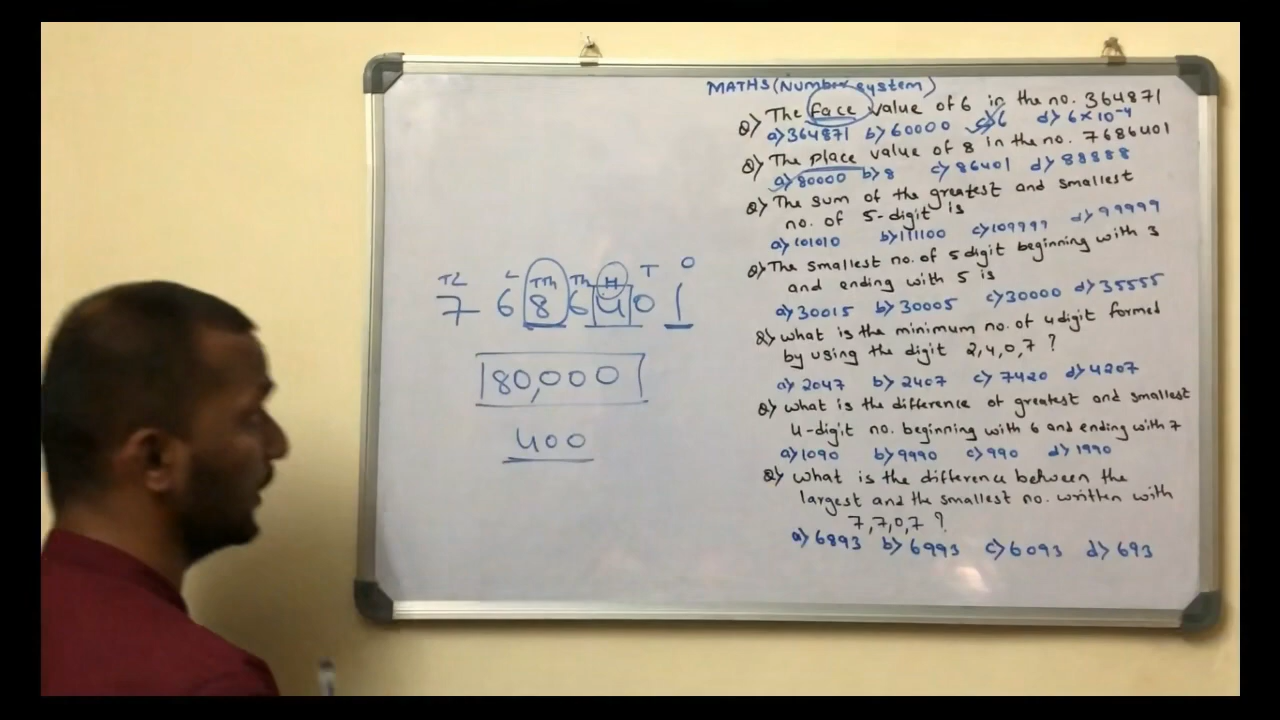 MATHS (Number system)
Q> The face value of 6 in the no. 364871
a> 364871 b> 60000 c> 6 d> 6×10⁻⁴
Q> The place value of 8 in the no. 7686401
a> 80000 b> 8 c> 86401 d> 88888
Q> The sum of the greatest and smallest
no. of 5-digit is
a> 101010 b> 111100 c> 109999 d> 99999
Q> The smallest no. of 5 digit beginning with 3
and ending with 5 is
a> 30015 b> 30005 c> 30000 d> 35555
Q> what is the minimum no. of 4 digit formed
by using the digit 2,4,0,7 ?
a> 2047 b> 2407 c> 7420 d> 4207
Q> what is the difference of greatest and smallest
4-digit no. beginning with 6 and ending with 7
a> 1090 b> 9990 c> 990 d> 1990
Q> what is the difference between the
largest and the smallest no. written with
7,7,0,7 ?
a> 6893 b> 6993 c> 6093 d> 693
TL L TTh Th H T O
7 6 8 6 4 0 1
80,000
400